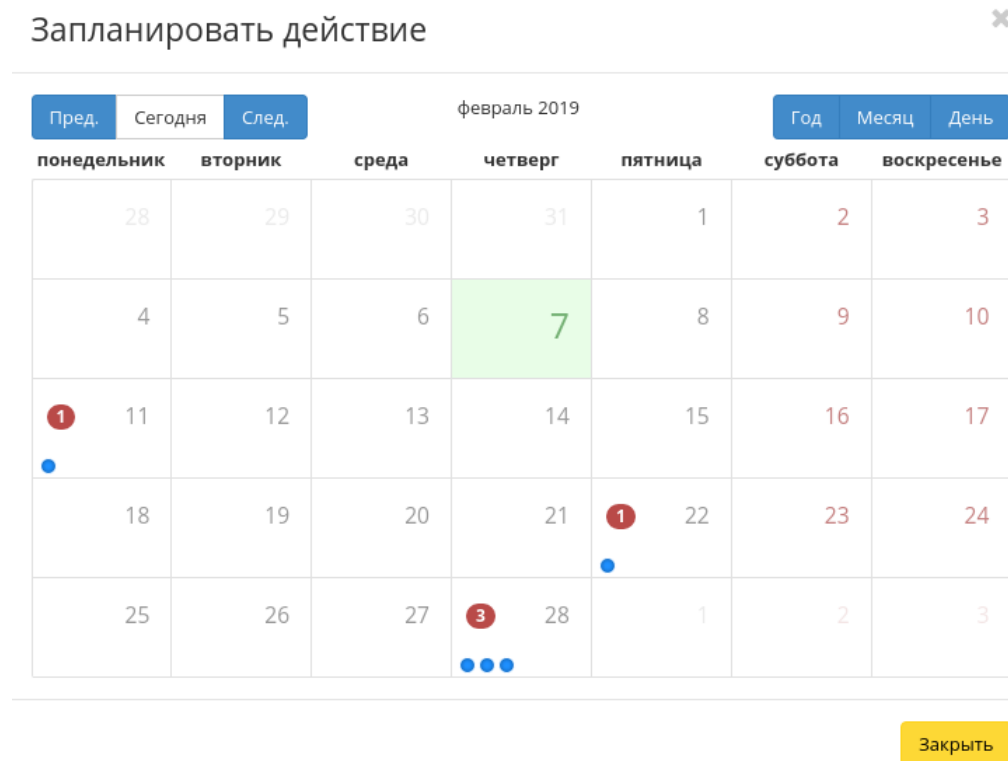 Запланировать действие
Пред. Сегодня След. февраль 2019 Год Месяц День
понедельник вторник среда четверг пятница суббота воскресенье
28 29 30 31 1 2 3
4 5 6 7 8 9 10
1 11 12 13 14 15 16 17
18 19 20 21 1 22 23 24
25 26 27 3 28 1 2 3
Закрыть